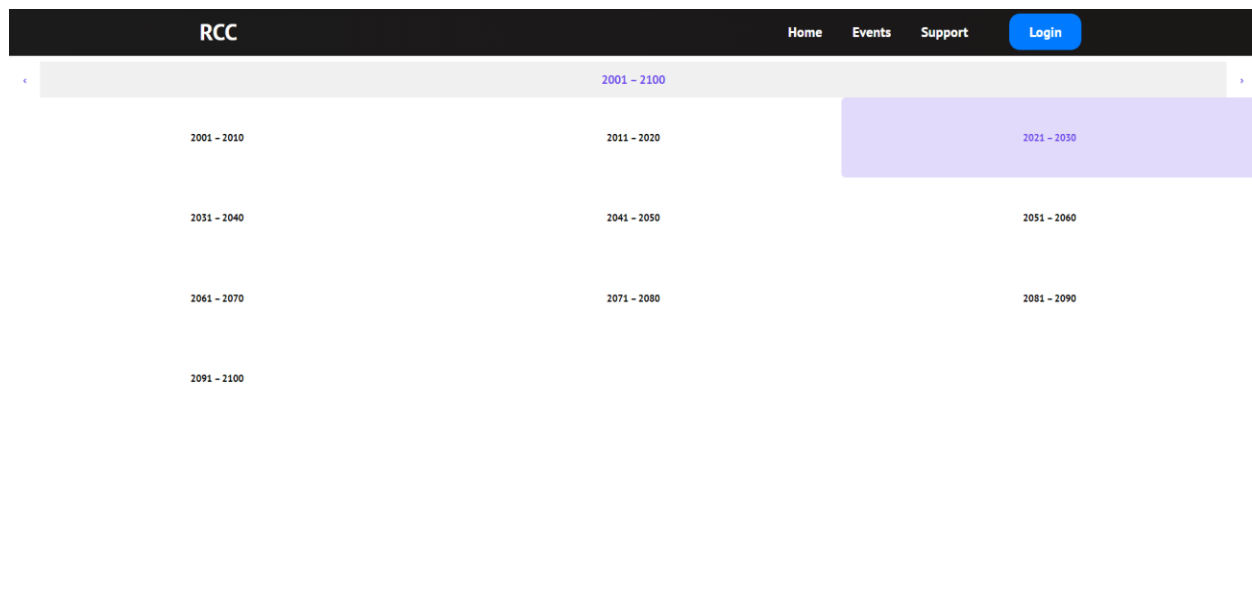 RCC Home Events Support Login
‹ 2001 – 2100 ›
2001 – 2010 2011 – 2020 2021 – 2030
2031 – 2040 2041 – 2050 2051 – 2060
2061 – 2070 2071 – 2080 2081 – 2090
2091 – 2100